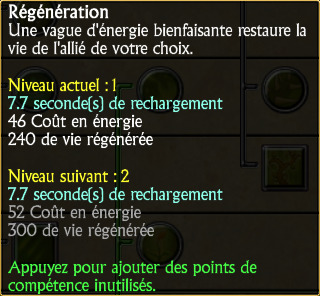 Régénération
Une vague d'énergie bienfaisante restaure la
vie de l'allié de votre choix.
Niveau actuel : 1
7.7 seconde(s) de rechargement
46 Coût en énergie
240 de vie régénérée
Niveau suivant : 2
7.7 seconde(s) de rechargement
52 Coût en énergie
300 de vie régénérée
Appuyez pour ajouter des points de
compétence inutilisés.